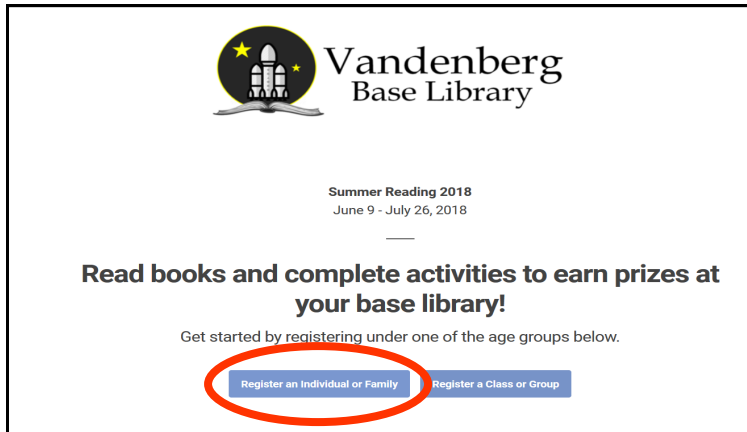 Vandenberg
Base Library
Summer Reading 2018
June 9 - July 26, 2018
Read books and complete activities to earn prizes at
your base library!
Get started by registering under one of the age groups below.
Register an Individual or Family
Register a Class or Group